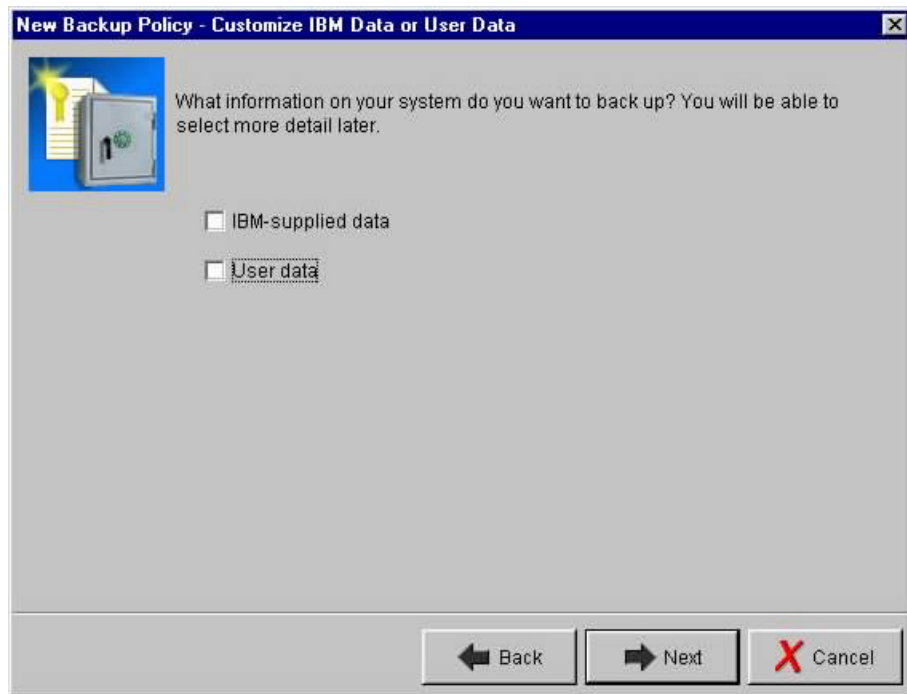 New Backup Policy - Customize IBM Data or User Data
What information on your system do you want to back up? You will be able to
select more detail later.
IBM-supplied data
User data
Back
Next
Cancel